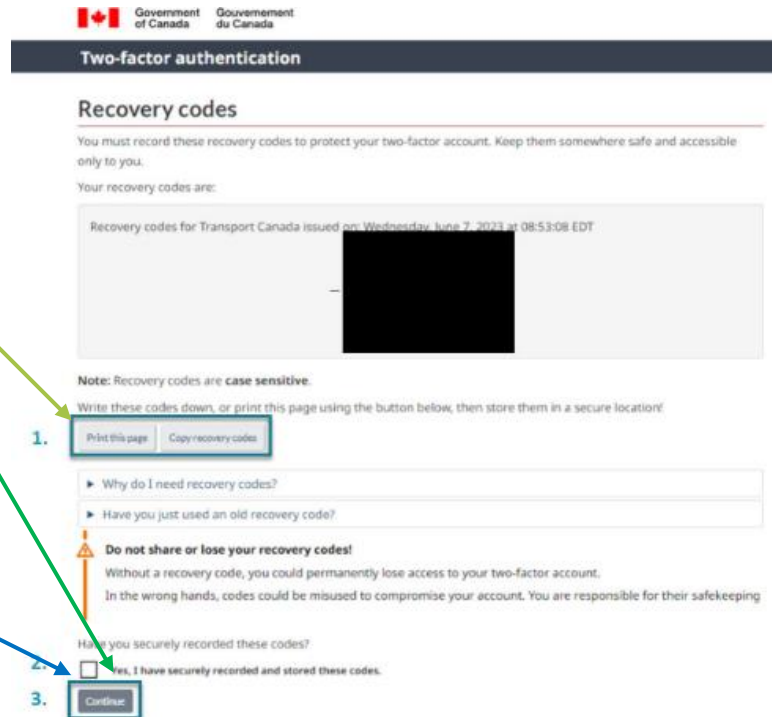 Government Gouvernement
of Canada du Canada
Two-factor authentication
Recovery codes
You must record these recovery codes to protect your two-factor account. Keep them somewhere safe and accessible
only to you.
Your recovery codes are:
Recovery codes for Transport Canada issued on: Wednesday, June 7, 2023 at 08:53:08 EDT
Note: Recovery codes are case sensitive.
Write these codes down, or print this page using the button below, then store them in a secure location!
1. Print this page Copy recovery codes
Why do I need recovery codes?
Have you just used an old recovery code?
Do not share or lose your recovery codes!
Without a recovery code, you could permanently lose access to your two-factor account.
In the wrong hands, codes could be misused to compromise your account. You are responsible for their safekeeping
Have you securely recorded these codes?
2. Yes, I have securely recorded and stored these codes.
3. Continue